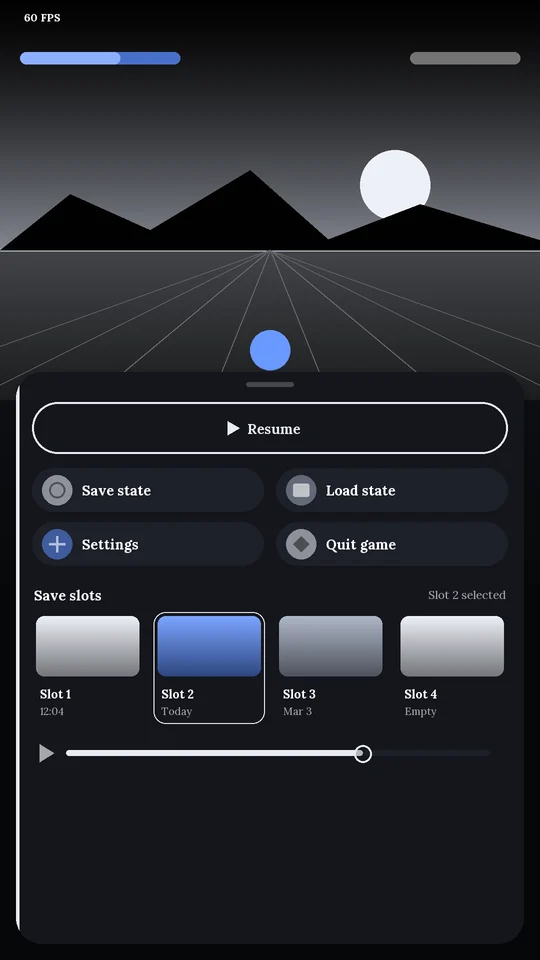 60 FPS
Resume
Save state
Load state
Settings
Quit game
Save slots
Slot 2 selected
Slot 1
12:04
Slot 2
Today
Slot 3
Mar 3
Slot 4
Empty